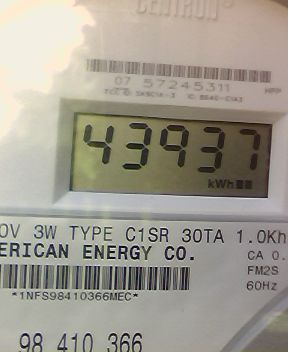 CENTRON®
07 57245311
43937
kWh
0V 3W TYPE C1SR 30TA 1.0Kh
ERICAN ENERGY CO.
CA 0.
FM2S
*1NFS98410366MEC*
60Hz
98 410 366